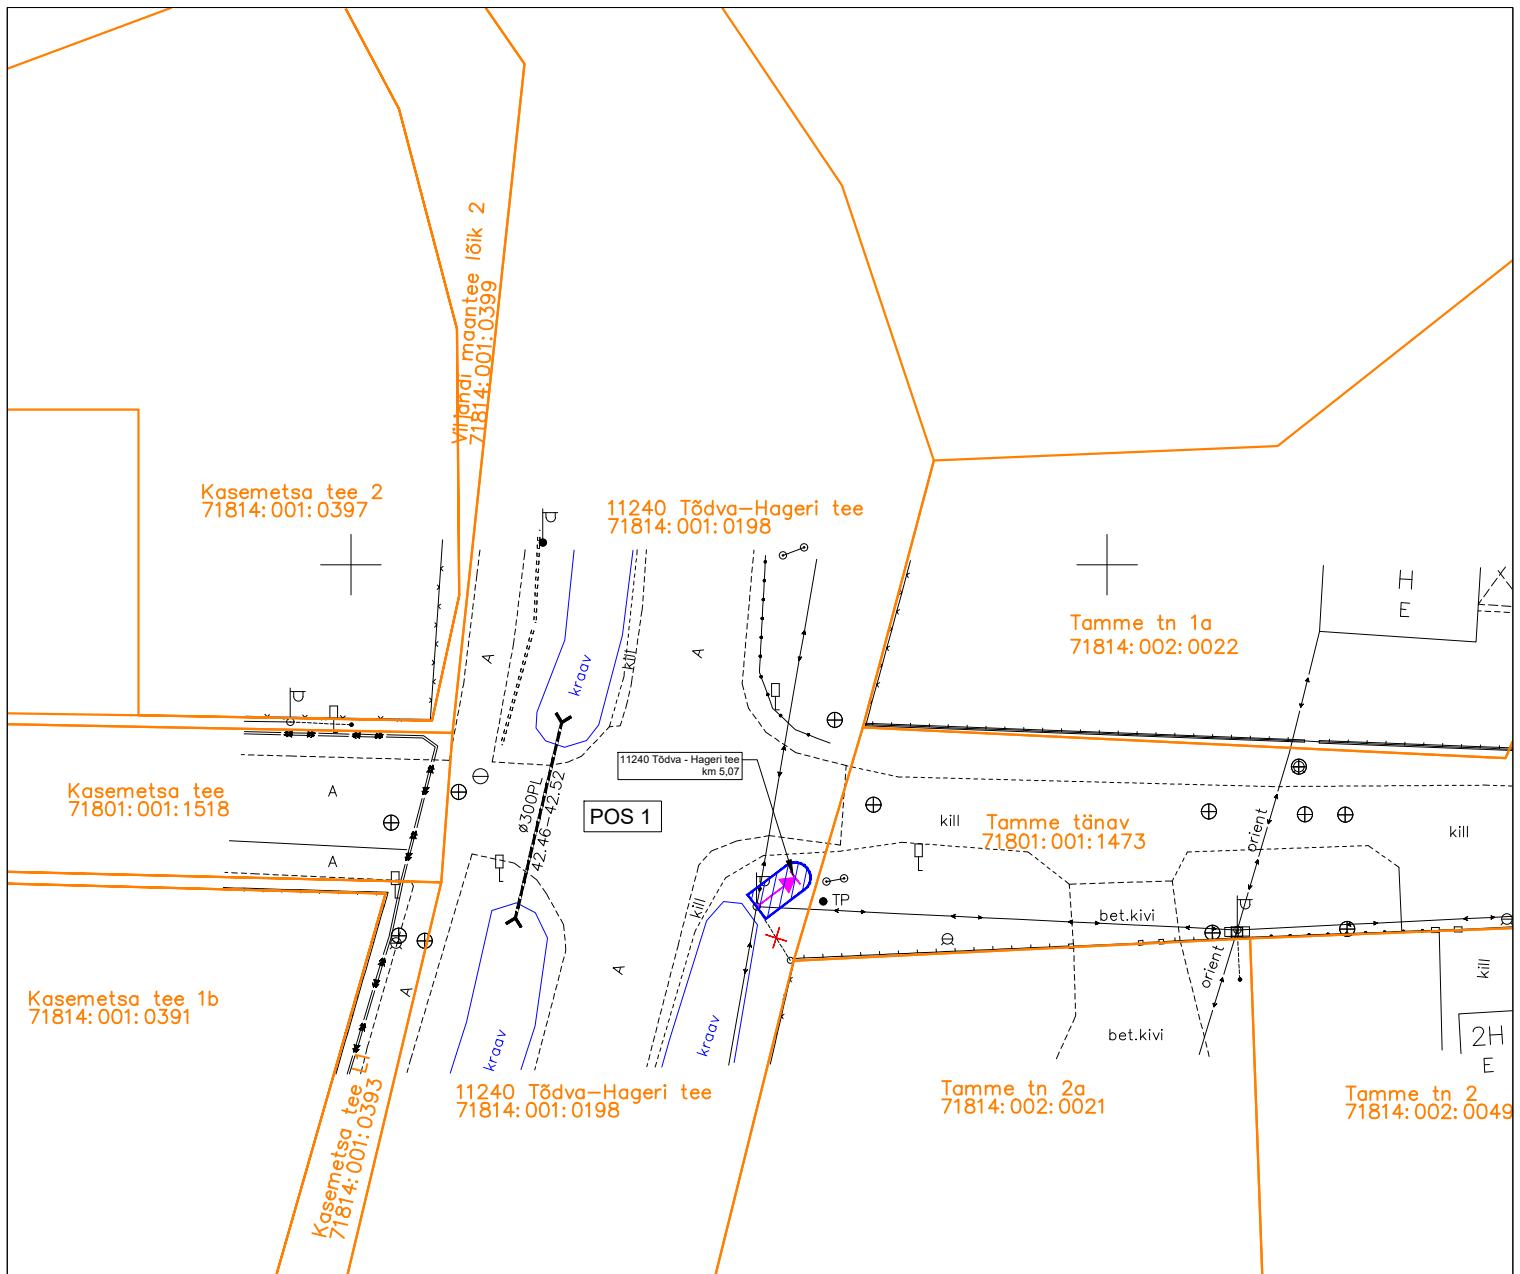 Viljandi maantee lõik 2
71814:001:0399
Kasemetsa tee 2
71814:001:0397
11240 Tõdva-Hageri tee
71814:001:0198
H
E
Tamme tn 1a
71814:002:0022
A
kraav
kill
A
11240 Tõdva - Hageri tee
km 5,07
Kasemetsa tee
71801:001:1518
A
ø300PL
42.46-42.52
POS 1
kill
Tamme tänav
71801:001:1473
orient
kill
A
kill
TP
bet.kivi
A
orient
kill
Kasemetsa tee 1b
71814:001:0391
A
kraav
kraav
bet.kivi
2H
E
Kasemetsa tee L1
71814:001:0393
11240 Tõdva-Hageri tee
71814:001:0198
Tamme tn 2a
71814:002:0021
Tamme tn 2
71814:002:0049